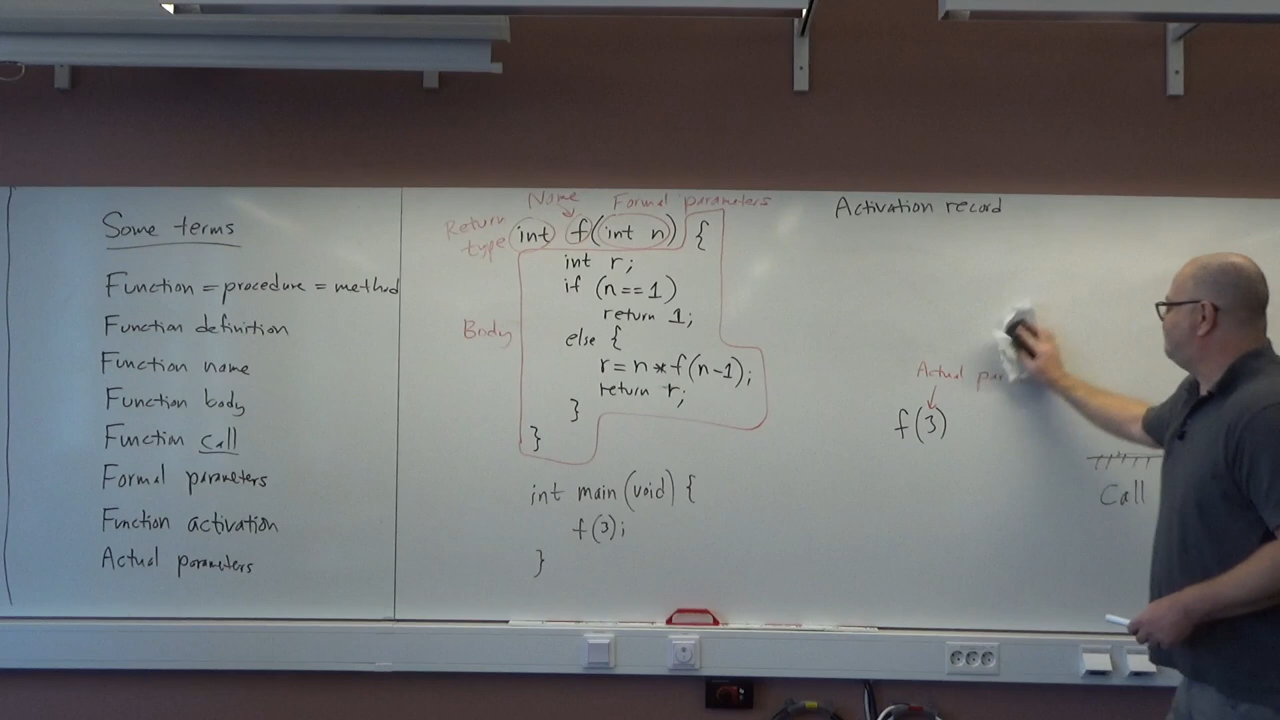 Some terms
Function = procedure = method
Function definition
Function name
Function body
Function call
Formal parameters
Function activation
Actual parameters
Name
Formal parameters
Return
type
int f(int n) {
int r;
if (n==1)
return 1;
else {
r=n*f(n-1);
return r;
}
}
Body
int main(void) {
f(3);
}
Activation record
Actual par
f(3)
Call